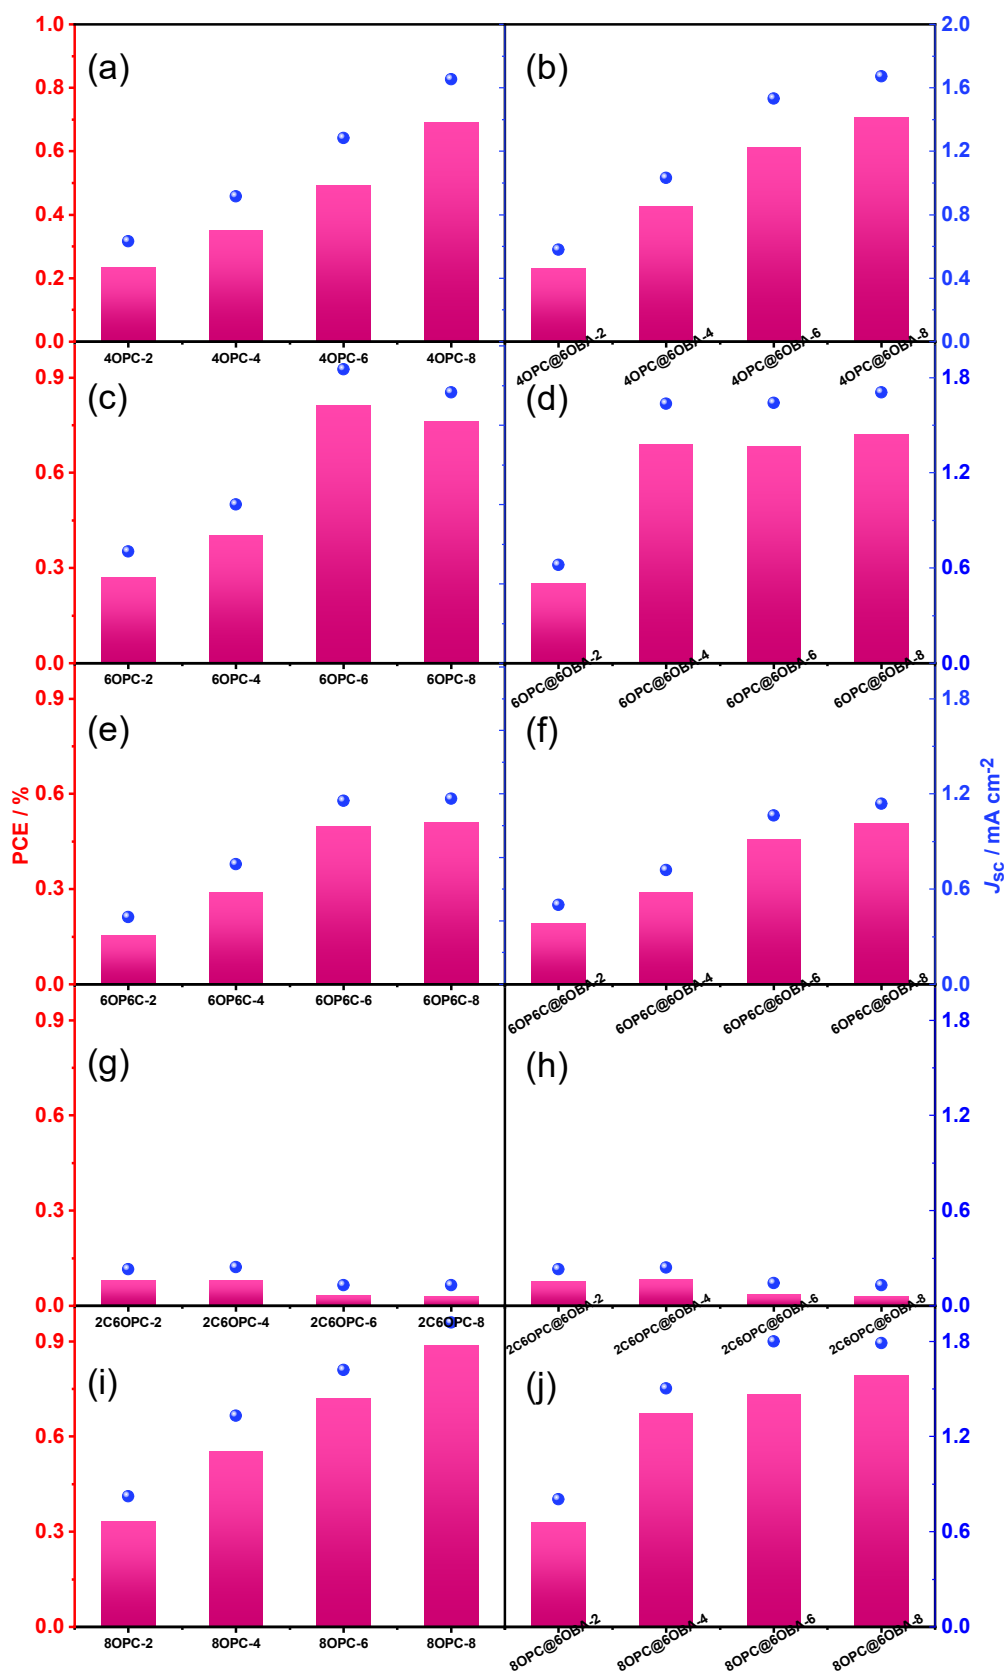 1.0
0.8
0.6
0.4
0.2
0.0
(a)
4OPC-2 4OPC-4 4OPC-6 4OPC-8
(b)
2.0
1.6
1.2
0.8
0.4
0.0
4OPC@6OBA-2 4OPC@6OBA-4 4OPC@6OBA-6 4OPC@6OBA-8
0.9
0.6
0.3
0.0
(c)
6OPC-2 6OPC-4 6OPC-6 6OPC-8
(d)
1.8
1.2
0.6
0.0
6OPC@6OBA-2 6OPC@6OBA-4 6OPC@6OBA-6 6OPC@6OBA-8
PCE / %
0.9
0.6
0.3
0.0
(e)
6OP6C-2 6OP6C-4 6OP6C-6 6OP6C-8
(f)
1.8
1.2
0.6
0.0
Jsc / mA cm-2
6OP6C@6OBA-2 6OP6C@6OBA-4 6OP6C@6OBA-6 6OP6C@6OBA-8
0.9
0.6
0.3
0.0
(g)
2C6OPC-2 2C6OPC-4 2C6OPC-6 2C6OPC-8
(h)
1.8
1.2
0.6
0.0
2C6OPC@6OBA-2 2C6OPC@6OBA-4 2C6OPC@6OBA-6 2C6OPC@6OBA-8
0.9
0.6
0.3
0.0
(i)
8OPC-2 8OPC-4 8OPC-6 8OPC-8
(j)
1.8
1.2
0.6
0.0
8OPC@6OBA-2 8OPC@6OBA-4 8OPC@6OBA-6 8OPC@6OBA-8